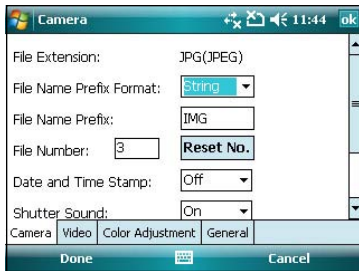 Camera 11:44 ok
File Extension: JPG(JPEG)
File Name Prefix Format: String
File Name Prefix: IMG
File Number: 3 Reset No.
Date and Time Stamp: Off
Shutter Sound: On
Camera Video Color Adjustment General
Done Cancel